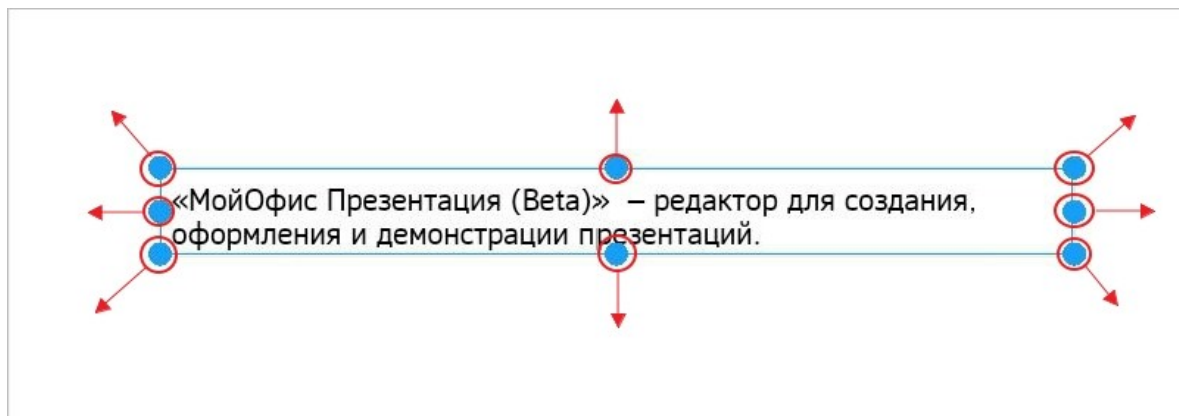 «МойОфис Презентация (Beta)» – редактор для создания,
оформления и демонстрации презентаций.